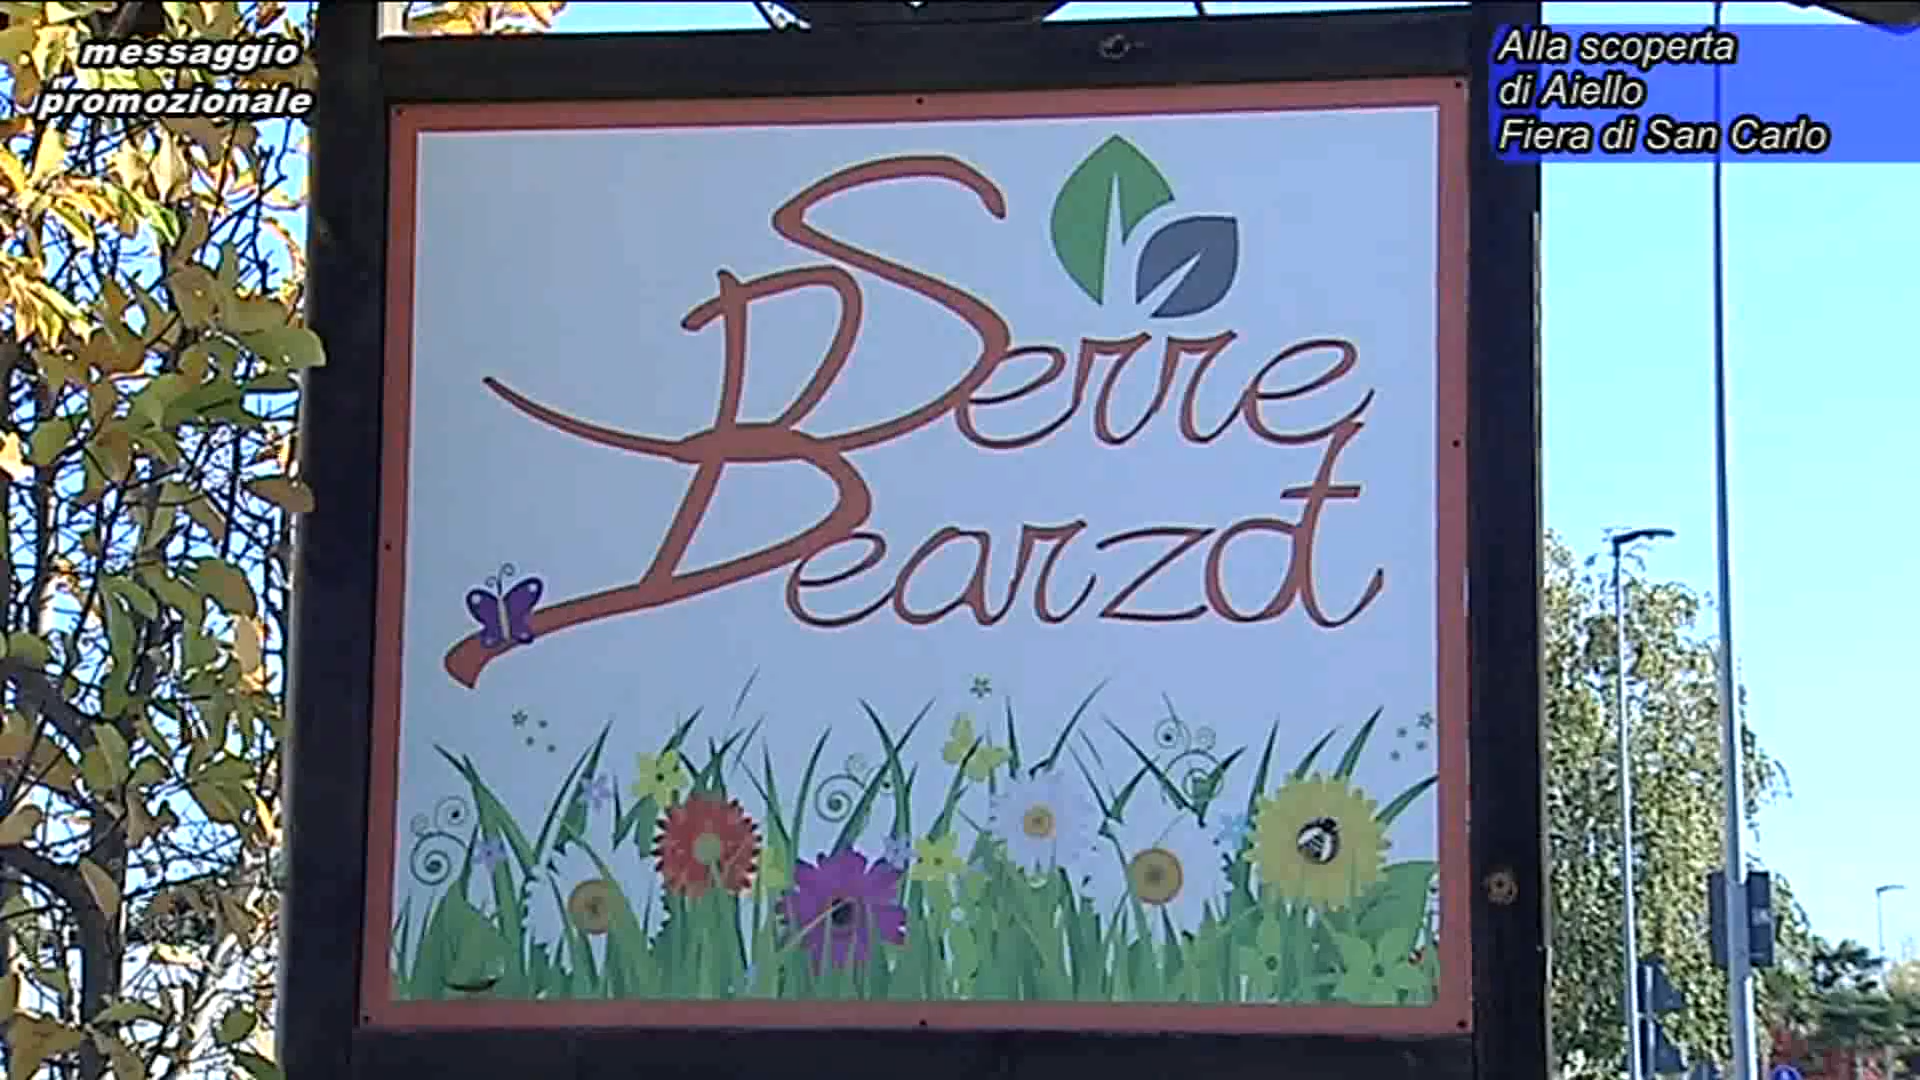 messaggio
promozionale
Alla scoperta
di Aiello
Fiera di San Carlo
Serre
Bearzot